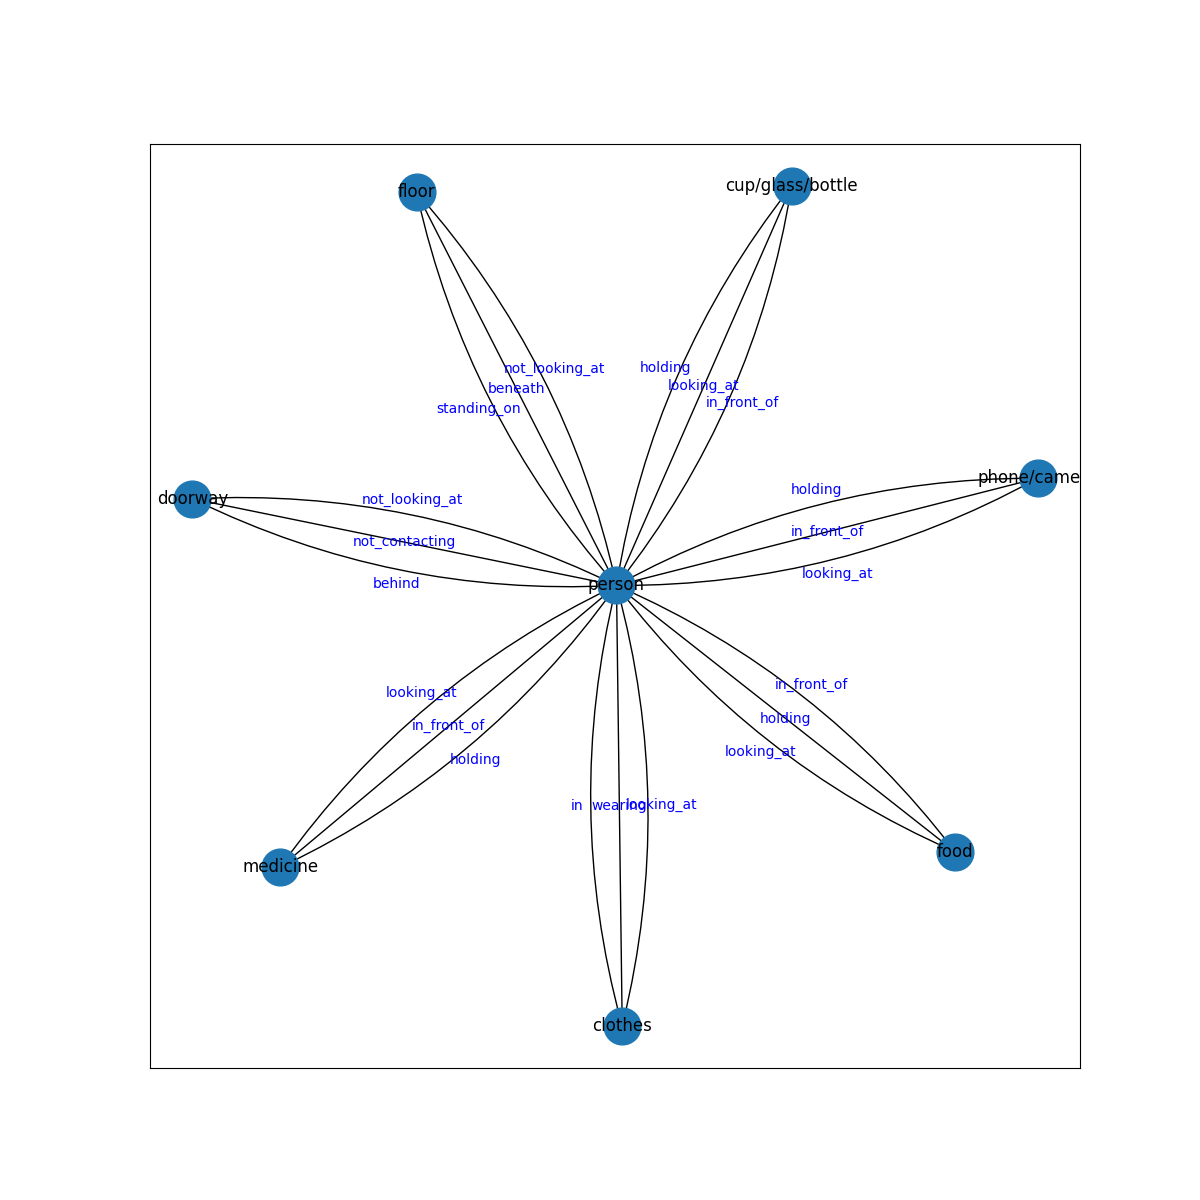 floor
cup/glass/bottle
not_looking_at
holding
beneath
looking_at
standing_on
in_front_of
phone/came
doorway
not_looking_at
holding
not_contacting
in_front_of
behind
looking_at
person
looking_at
in_front_of
in_front_of
holding
holding
looking_at
in
wearing
looking_at
medicine
food
clothes